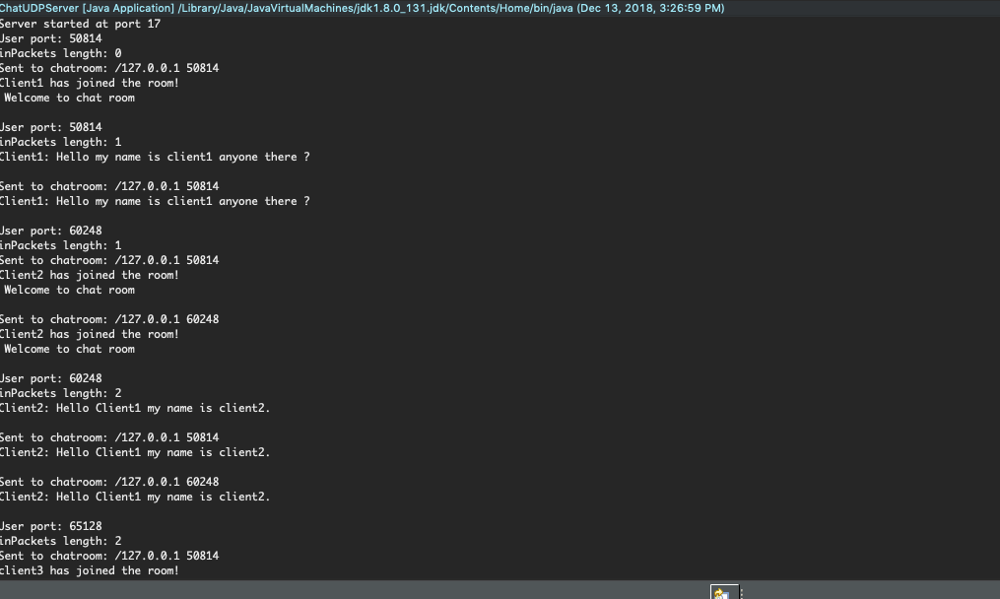 ChatUDPServer [Java Application] /Library/Java/JavaVirtualMachines/jdk1.8.0_131.jdk/Contents/Home/bin/java (Dec 13, 2018, 3:26:59 PM)
Server started at port 17
User port: 50814
inPackets length: 0
Sent to chatroom: /127.0.0.1 50814
Client1 has joined the room!
Welcome to chat room
User port: 50814
inPackets length: 1
Client1: Hello my name is client1 anyone there ?
Sent to chatroom: /127.0.0.1 50814
Client1: Hello my name is client1 anyone there ?
User port: 60248
inPackets length: 1
Sent to chatroom: /127.0.0.1 50814
Client2 has joined the room!
Welcome to chat room
Sent to chatroom: /127.0.0.1 60248
Client2 has joined the room!
Welcome to chat room
User port: 60248
inPackets length: 2
Client2: Hello Client1 my name is client2.
Sent to chatroom: /127.0.0.1 50814
Client2: Hello Client1 my name is client2.
Sent to chatroom: /127.0.0.1 60248
Client2: Hello Client1 my name is client2.
User port: 65128
inPackets length: 2
Sent to chatroom: /127.0.0.1 50814
client3 has joined the room!